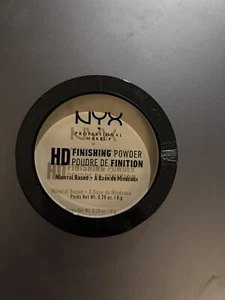 NYX
PROFESSIONAL
MAKEUP
HD FINISHING POWDER
POUDRE DE FINITION
Mineral Based • À Base de Minéraux
Poids Net Wt. 0.28 oz. / 8 g